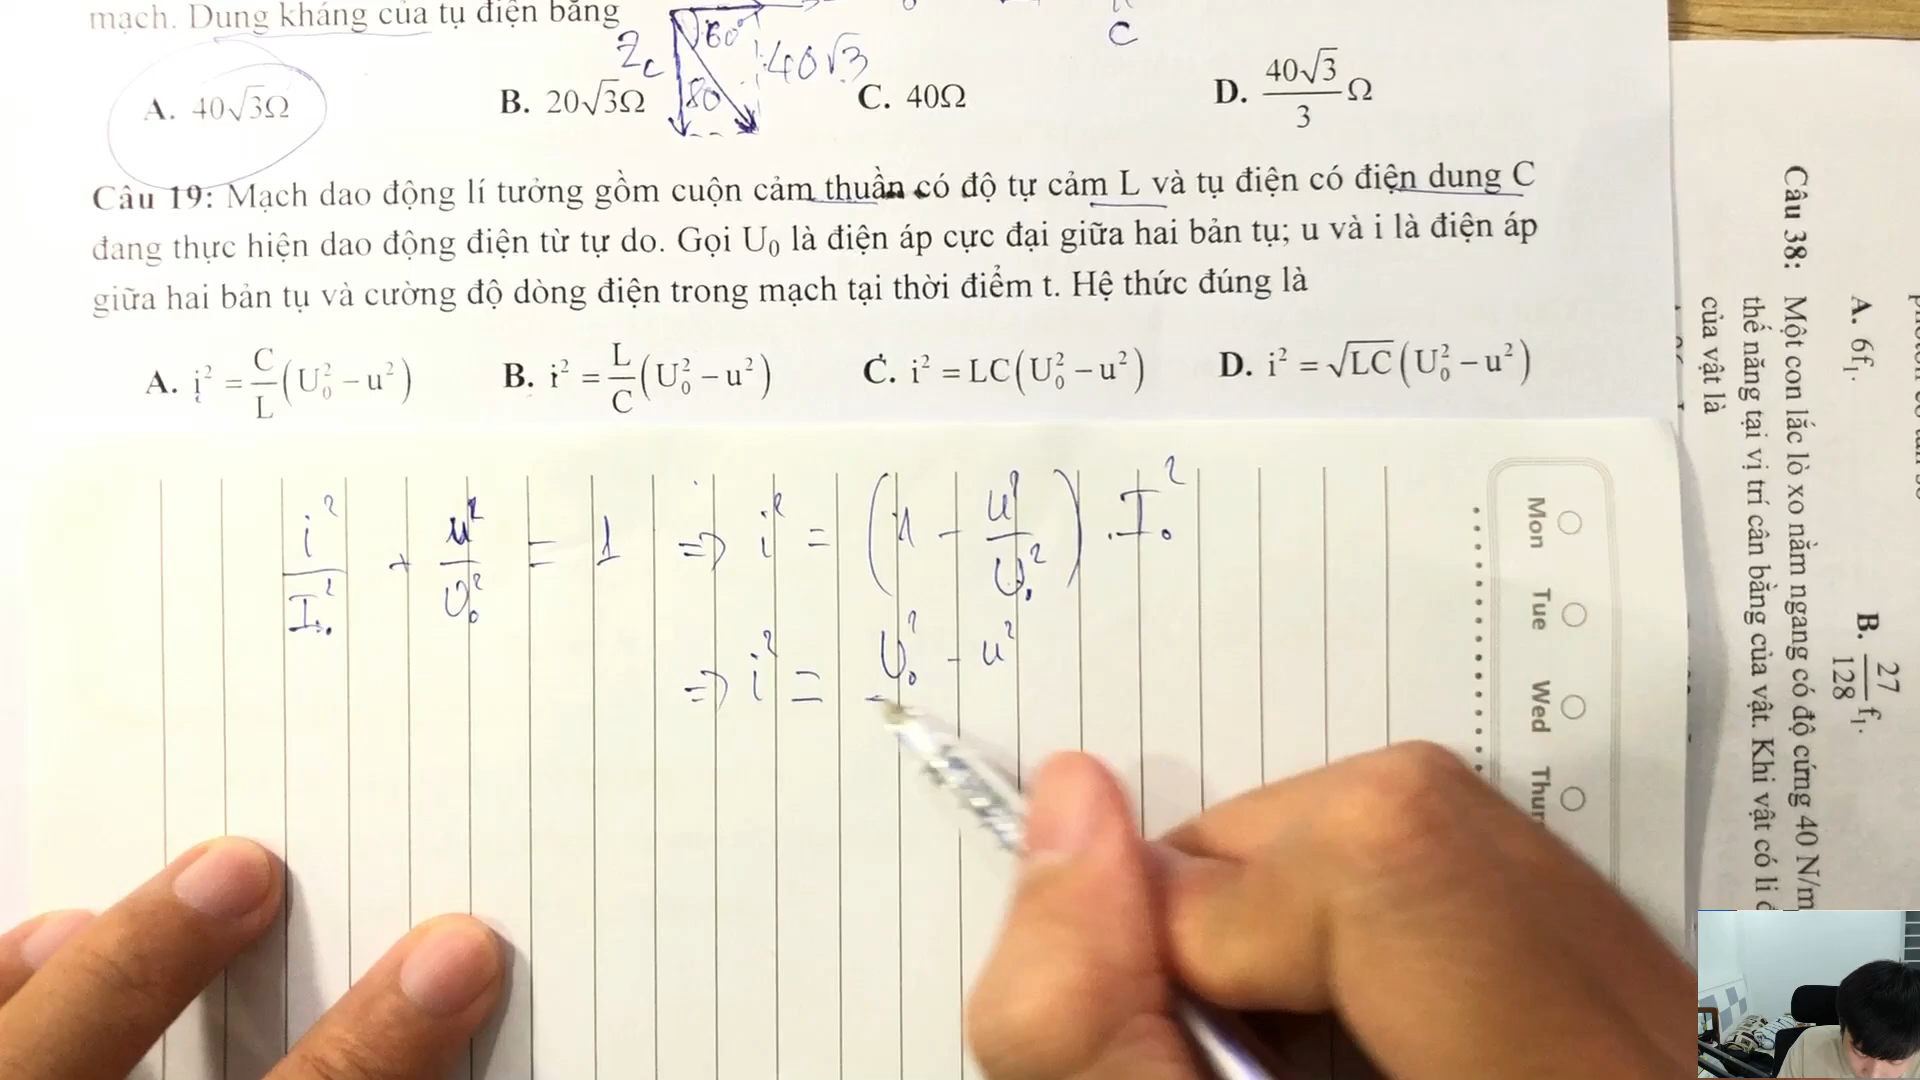 mạch. Dung kháng của tụ điện bằng
60°
Z_C
80
40√3
C
A. 40√3Ω B. 20√3Ω C. 40Ω D. 40√3/3 Ω
Câu 19: Mạch dao động lí tưởng gồm cuộn cảm thuần có độ tự cảm L và tụ điện có điện dung C
đang thực hiện dao động điện từ tự do. Gọi U₀ là điện áp cực đại giữa hai bản tụ; u và i là điện áp
giữa hai bản tụ và cường độ dòng điện trong mạch tại thời điểm t. Hệ thức đúng là
A. i² = C/L (U₀² – u²) B. i² = L/C (U₀² – u²) C. i² = LC(U₀² – u²) D. i² = √LC (U₀² – u²)
i²/I₀² + u²/U₀² = 1 => i² = (1 – u²/U₀²) . I₀²
=> i² = U₀² – u²
Mon
Tue
Wed
Thur
Câu 38: Một con lắc lò xo nằm ngang có độ cứng 40 N/m
thế năng tại vị trí cân bằng của vật. Khi vật có li
của vật là
A. 6f₁. B. 27/128 f₁.